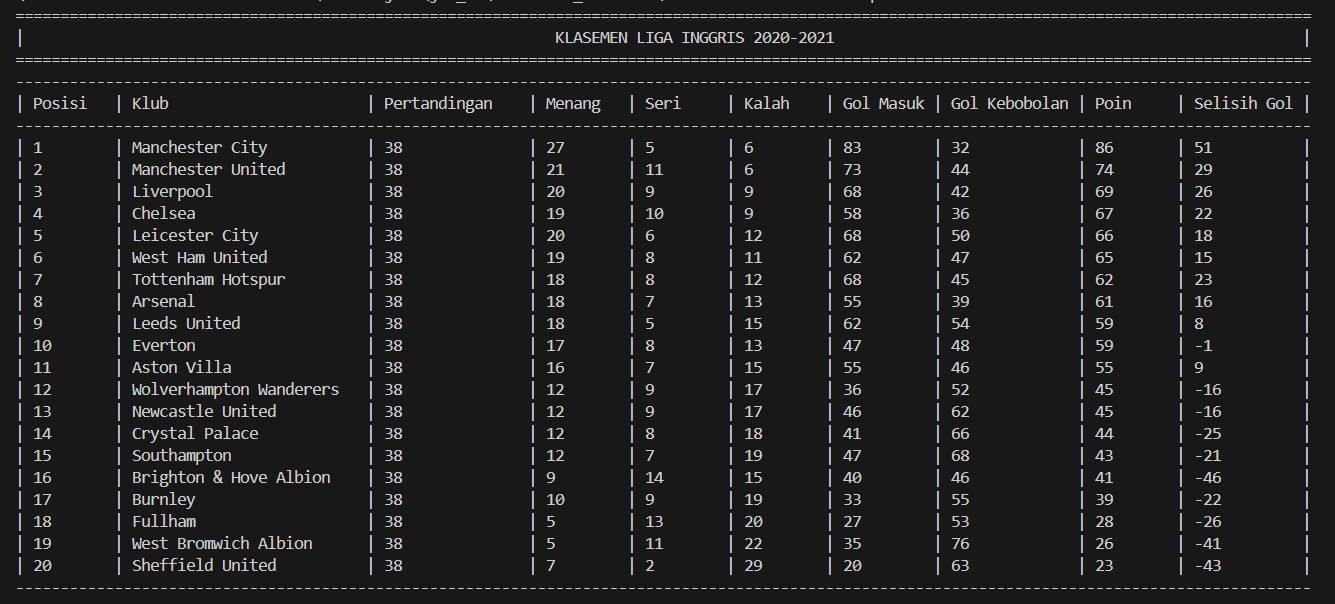 KLASEMEN LIGA INGGRIS 2020-2021
| Posisi | Klub | Pertandingan | Menang | Seri | Kalah | Gol Masuk | Gol Kebobolan | Poin | Selisih Gol |
| 1 | Manchester City | 38 | 27 | 5 | 6 | 83 | 32 | 86 | 51 |
| 2 | Manchester United | 38 | 21 | 11 | 6 | 73 | 44 | 74 | 29 |
| 3 | Liverpool | 38 | 20 | 9 | 9 | 68 | 42 | 69 | 26 |
| 4 | Chelsea | 38 | 19 | 10 | 9 | 58 | 36 | 67 | 22 |
| 5 | Leicester City | 38 | 20 | 6 | 12 | 68 | 50 | 66 | 18 |
| 6 | West Ham United | 38 | 19 | 8 | 11 | 62 | 47 | 65 | 15 |
| 7 | Tottenham Hotspur | 38 | 18 | 8 | 12 | 68 | 45 | 62 | 23 |
| 8 | Arsenal | 38 | 18 | 7 | 13 | 55 | 39 | 61 | 16 |
| 9 | Leeds United | 38 | 18 | 5 | 15 | 62 | 54 | 59 | 8 |
| 10 | Everton | 38 | 17 | 8 | 13 | 47 | 48 | 59 | -1 |
| 11 | Aston Villa | 38 | 16 | 7 | 15 | 55 | 46 | 55 | 9 |
| 12 | Wolverhampton Wanderers | 38 | 12 | 9 | 17 | 36 | 52 | 45 | -16 |
| 13 | Newcastle United | 38 | 12 | 9 | 17 | 46 | 62 | 45 | -16 |
| 14 | Crystal Palace | 38 | 12 | 8 | 18 | 41 | 66 | 44 | -25 |
| 15 | Southampton | 38 | 12 | 7 | 19 | 47 | 68 | 43 | -21 |
| 16 | Brighton & Hove Albion | 38 | 9 | 14 | 15 | 40 | 46 | 41 | -46 |
| 17 | Burnley | 38 | 10 | 9 | 19 | 33 | 55 | 39 | -22 |
| 18 | Fullham | 38 | 5 | 13 | 20 | 27 | 53 | 28 | -26 |
| 19 | West Bromwich Albion | 38 | 5 | 11 | 22 | 35 | 76 | 26 | -41 |
| 20 | Sheffield United | 38 | 7 | 2 | 29 | 20 | 63 | 23 | -43 |